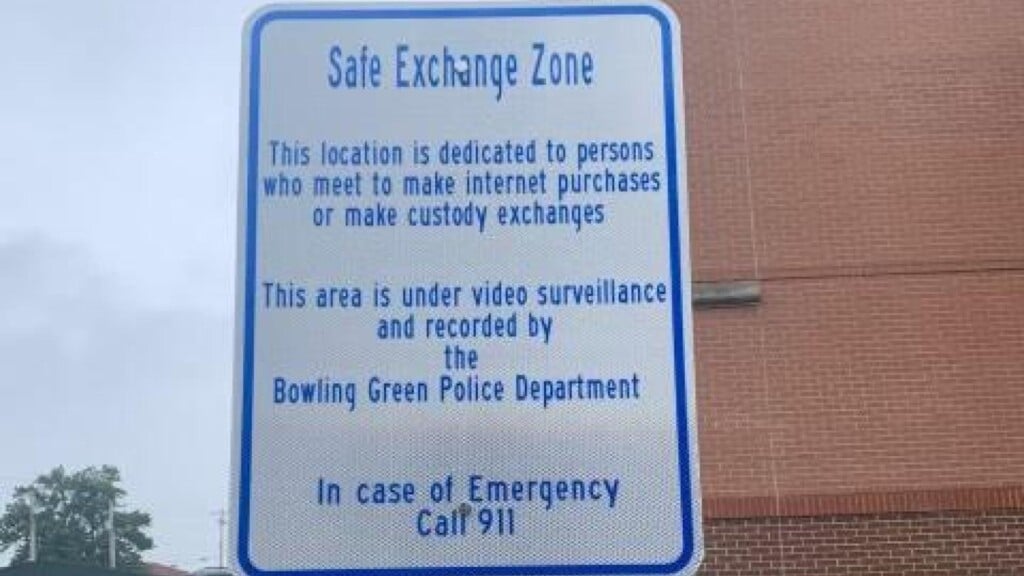 Safe Exchange Zone
This location is dedicated to persons
who meet to make internet purchases
or make custody exchanges
This area is under video surveillance
and recorded by
the
Bowling Green Police Department
In case of Emergency
Call 911